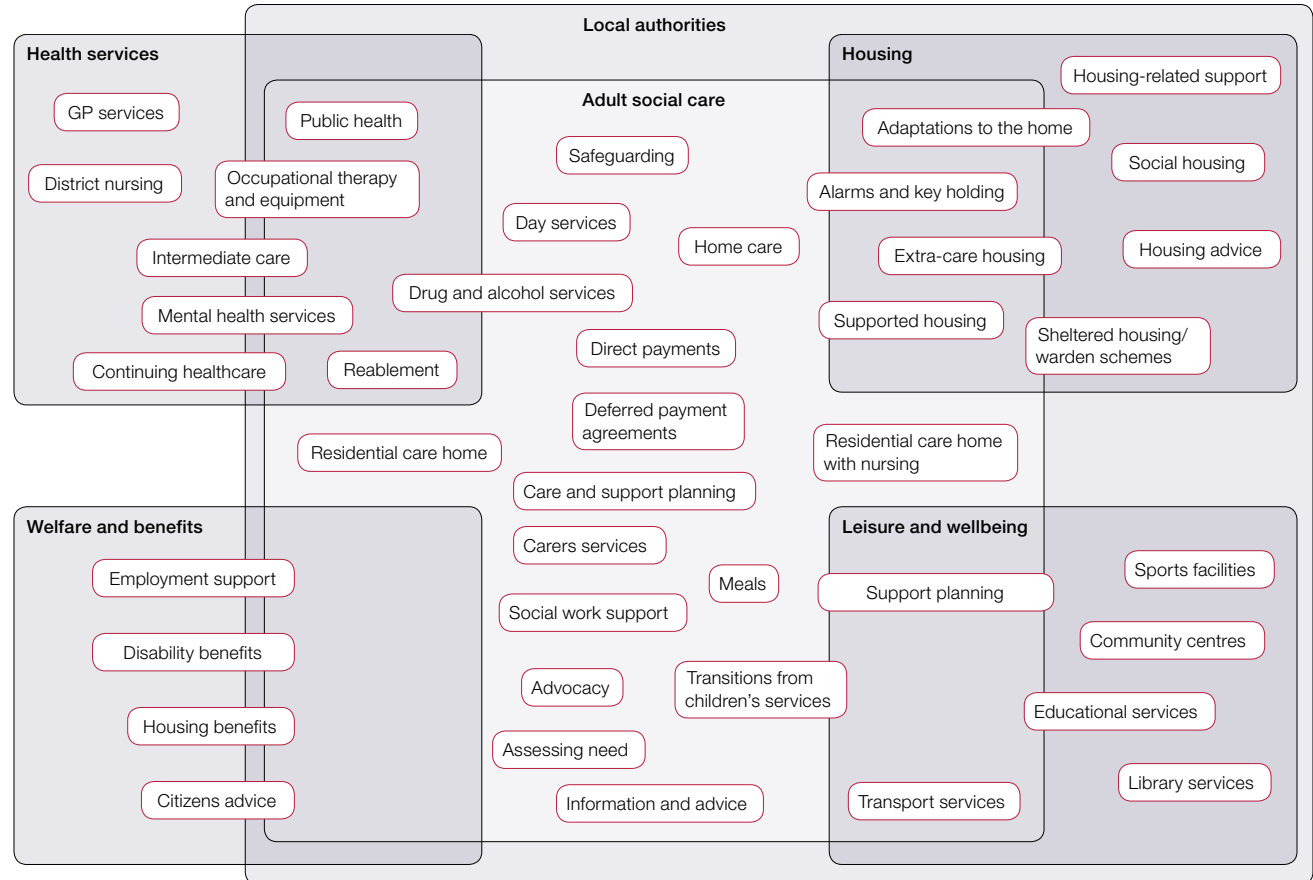 Local authorities
Health services
GP services
District nursing
Intermediate care
Mental health services
Continuing healthcare
Public health
Occupational therapy
and equipment
Drug and alcohol services
Reablement
Adult social care
Safeguarding
Day services
Home care
Direct payments
Deferred payment
agreements
Residential care home
Residential care home
with nursing
Care and support planning
Carers services
Meals
Social work support
Advocacy
Transitions from
children’s services
Assessing need
Information and advice
Housing
Housing-related support
Adaptations to the home
Social housing
Alarms and key holding
Extra-care housing
Housing advice
Supported housing
Sheltered housing/
warden schemes
Welfare and benefits
Employment support
Disability benefits
Housing benefits
Citizens advice
Leisure and wellbeing
Sports facilities
Support planning
Community centres
Educational services
Library services
Transport services